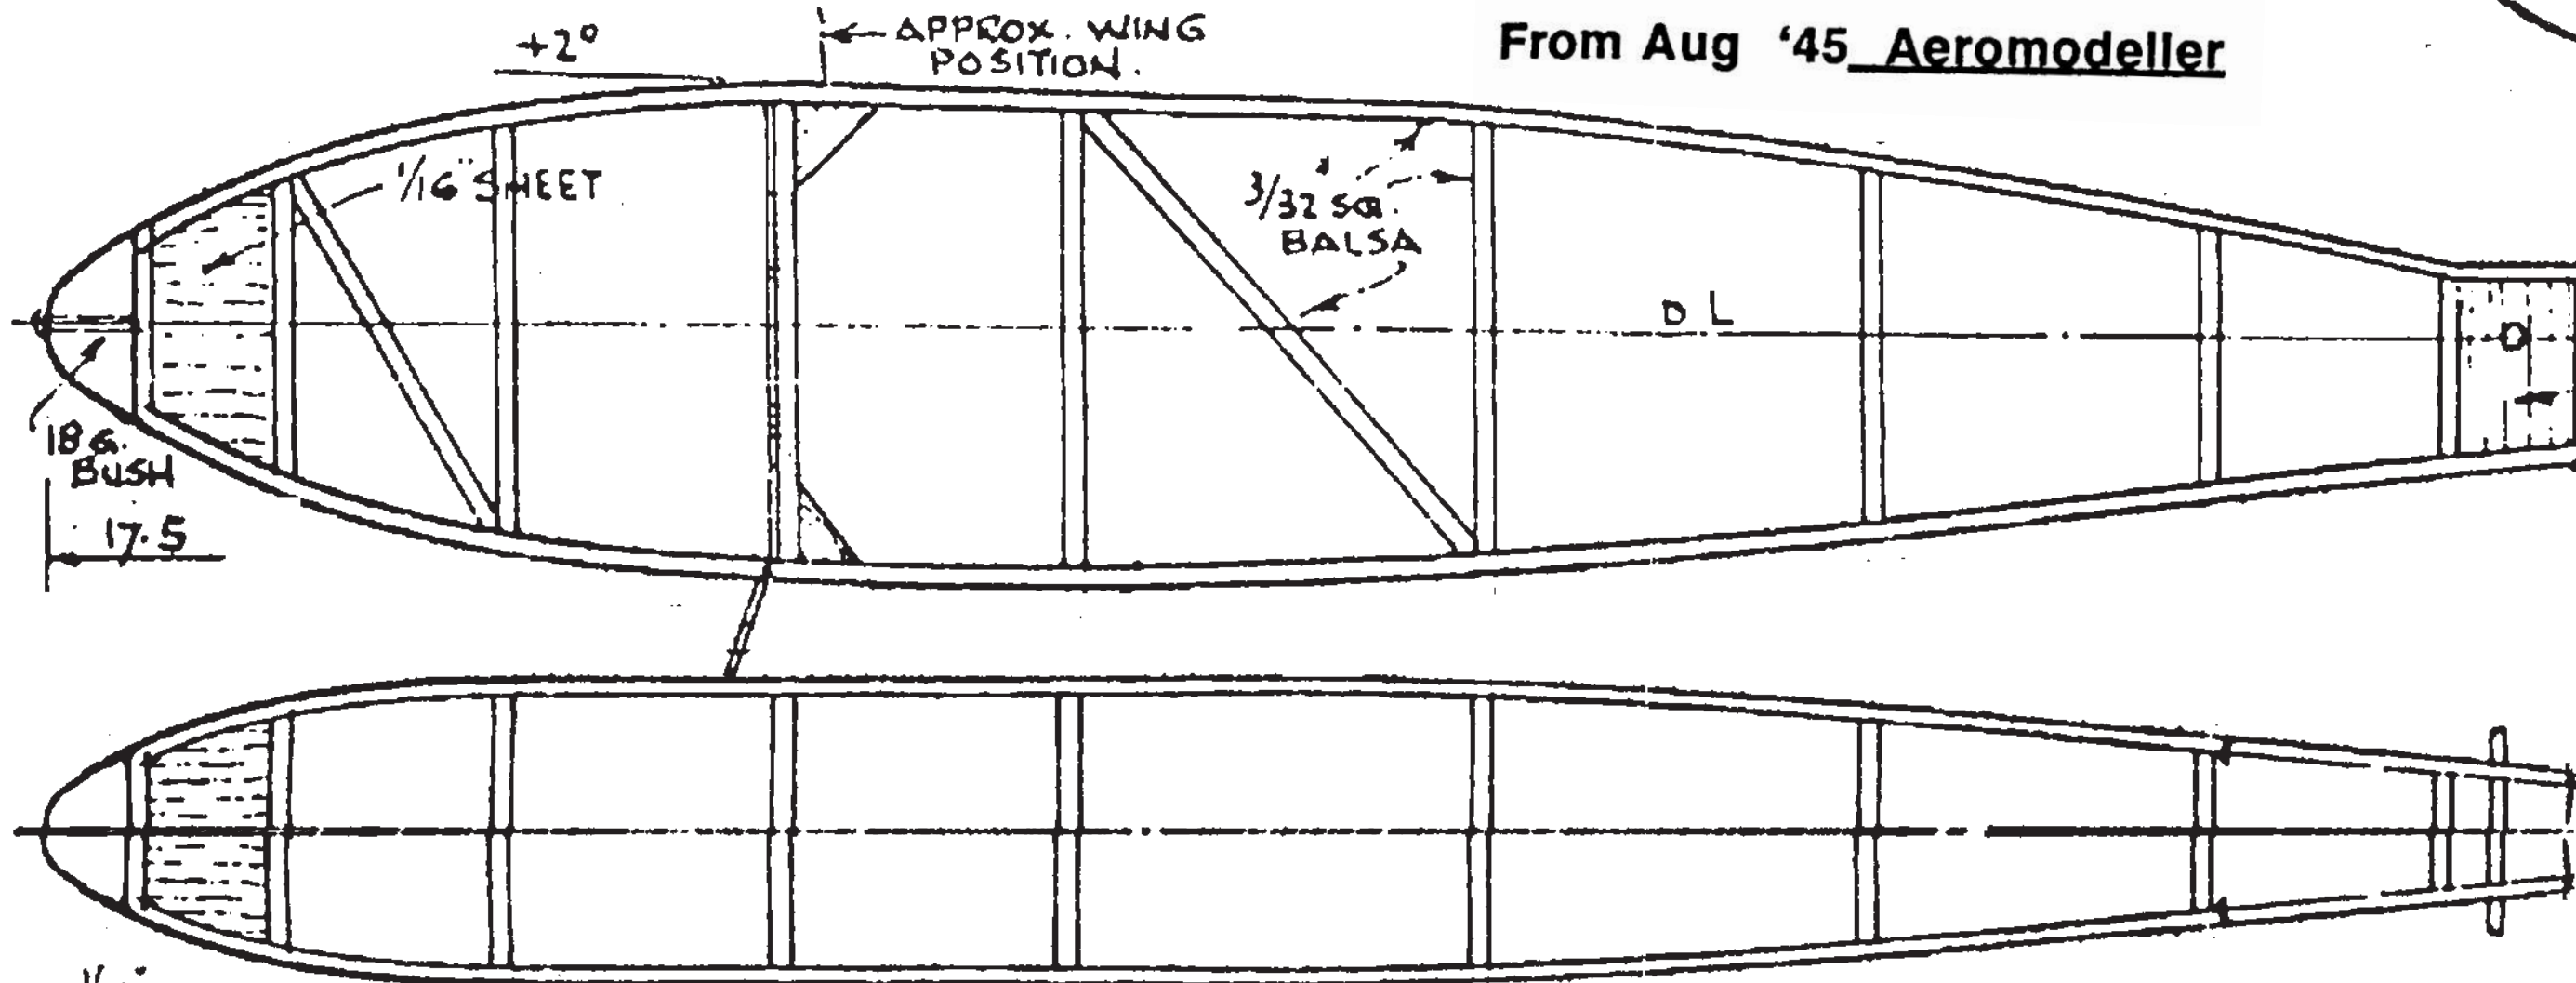 +2°
APPROX. WING
POSITION.
From Aug '45 Aeromodeller
1/16" SHEET
3/32" SQ.
BALSA
D L
18 G.
BUSH
17.5